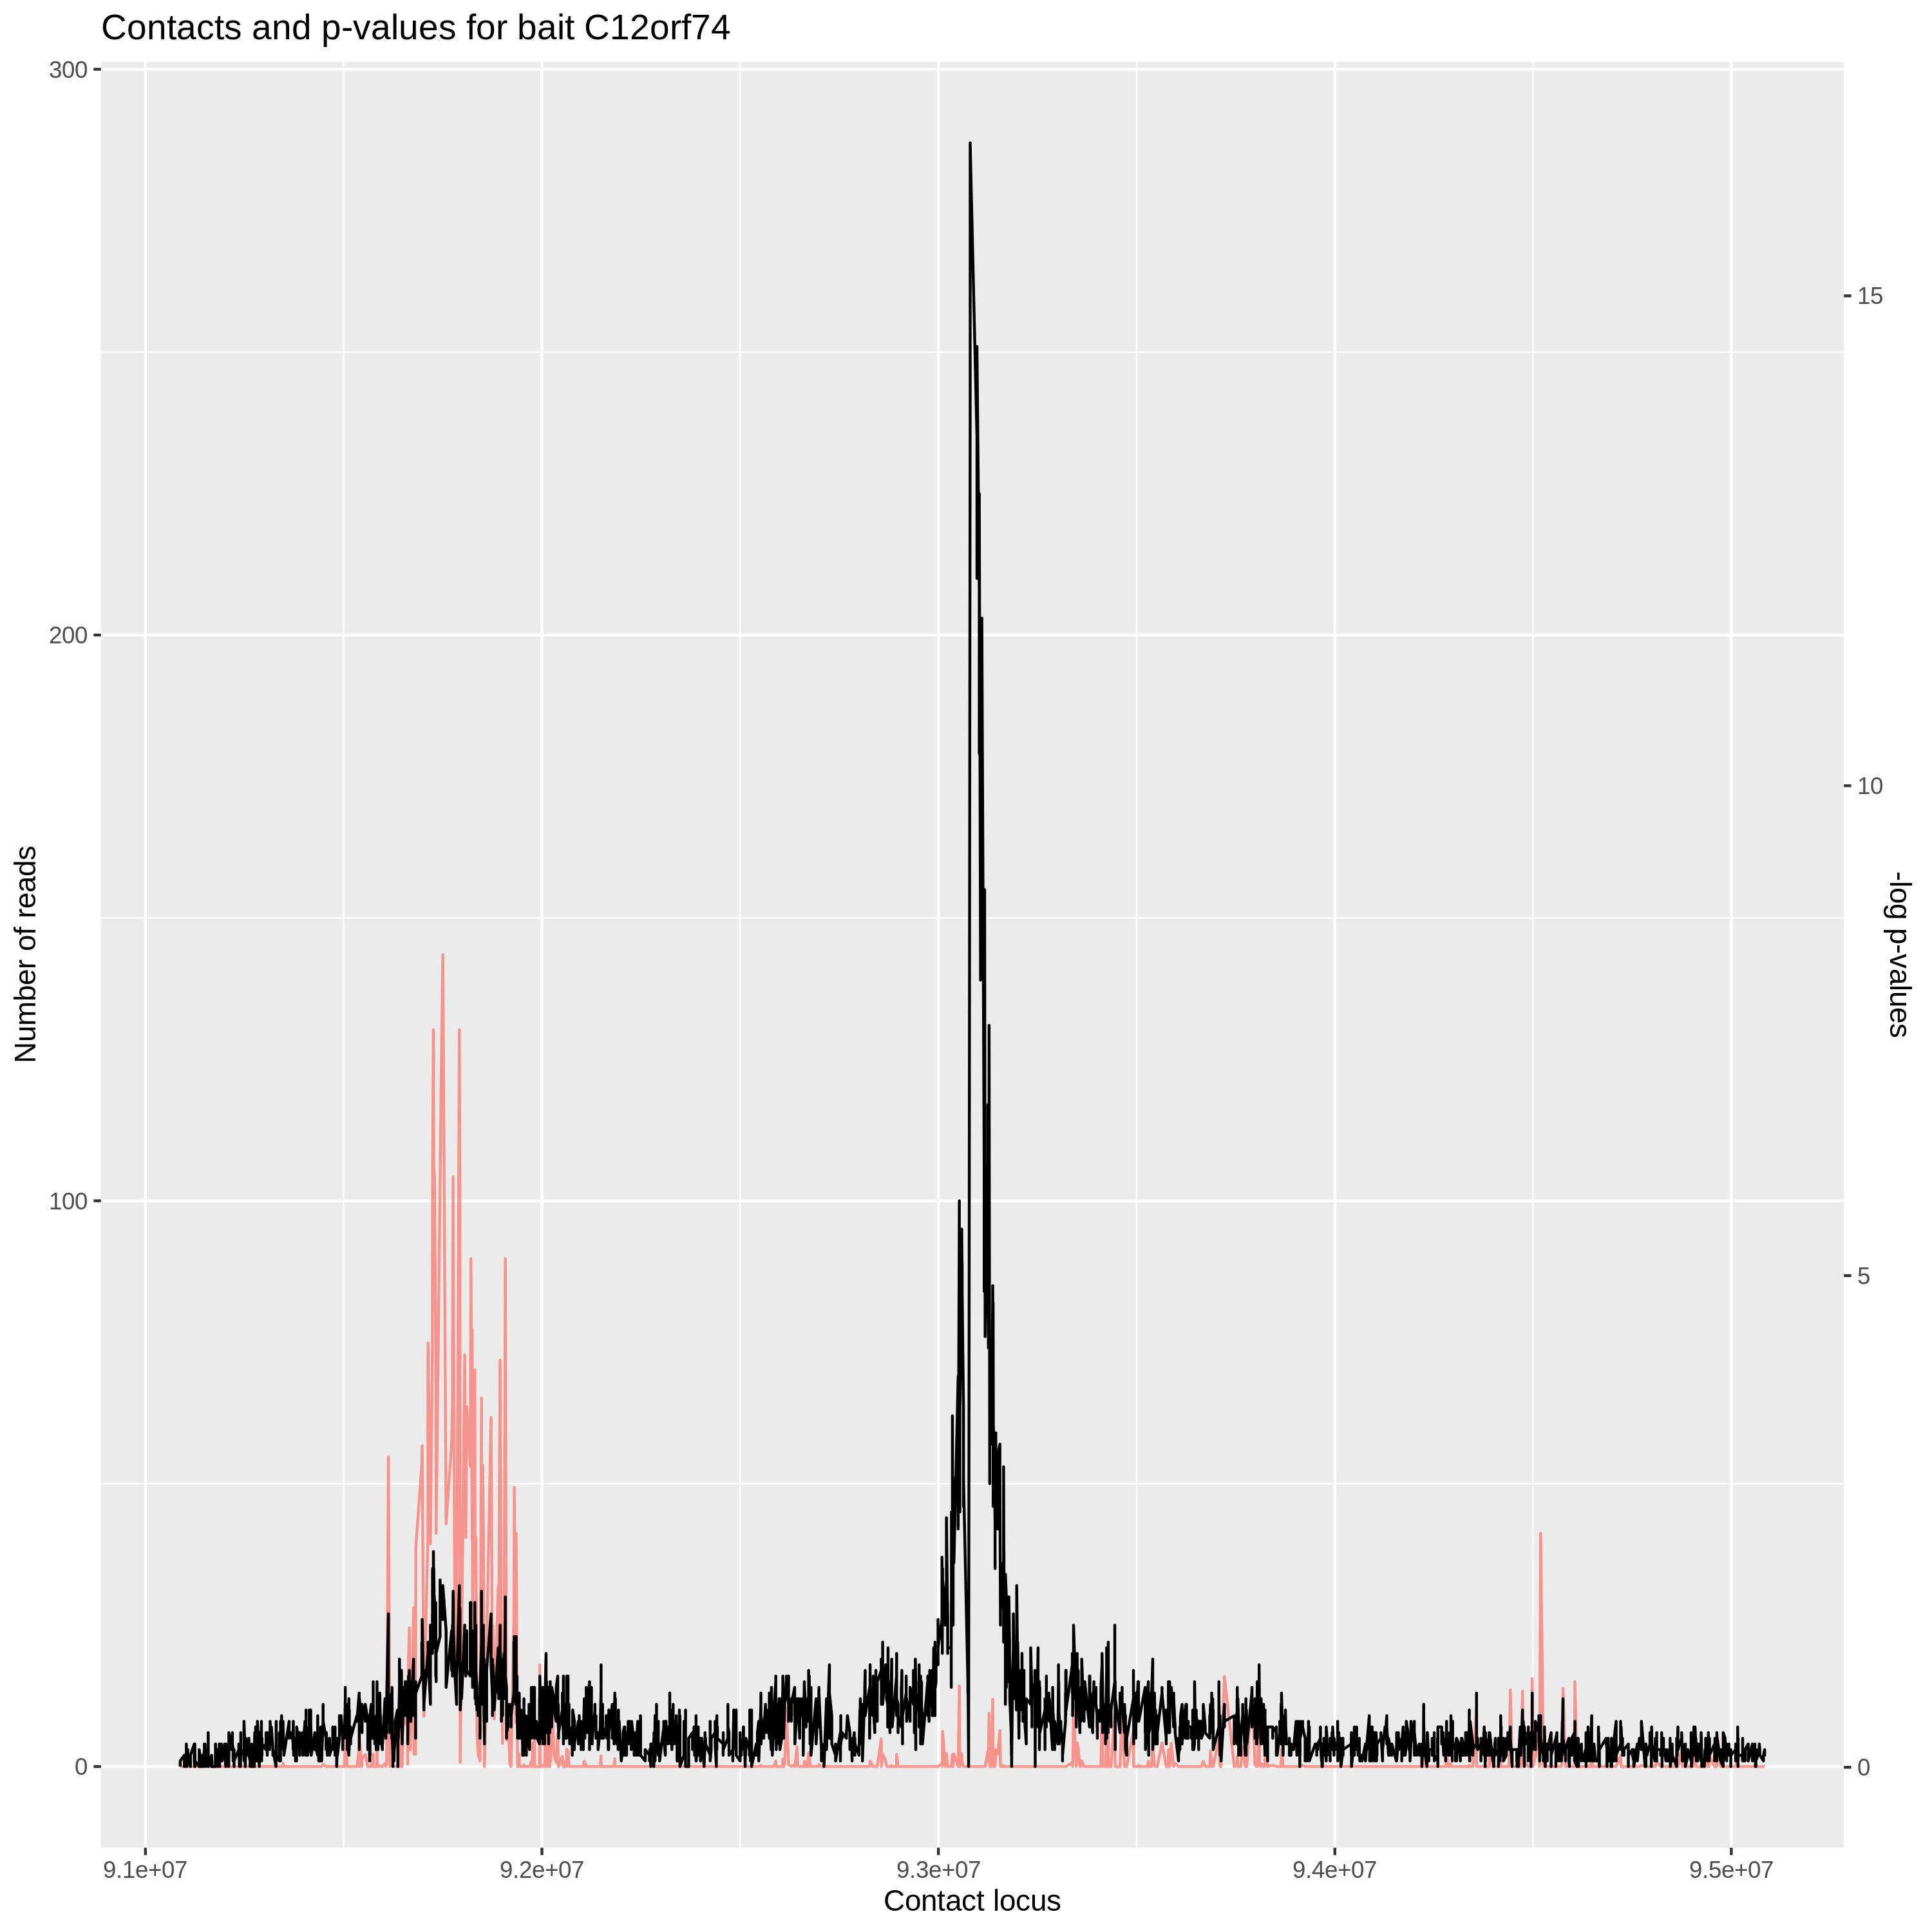 Contacts and p-values for bait C12orf74
300
200
100
0
15
10
5
0
Number of reads
-log p-values
9.1e+07 9.2e+07 9.3e+07 9.4e+07 9.5e+07
Contact locus